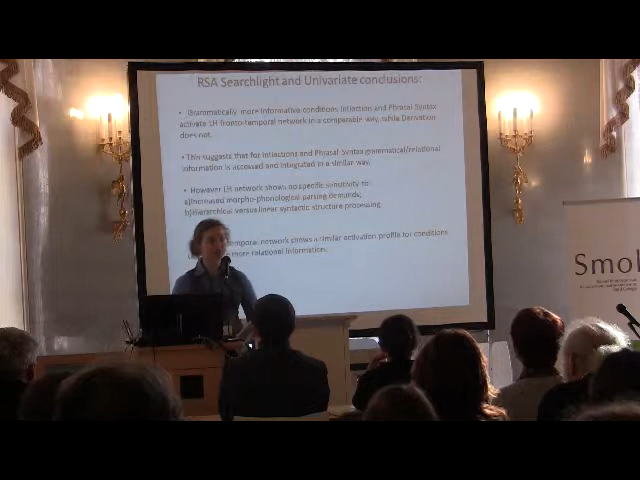 RSA Searchlight and Univariate conclusions:
• Grammatically more informative conditions Inflection and Phrasal Syntax
activate LH fronto-temporal network in a comparable way, while Derivation
does not.
• This suggests that for Inflections and Phrasal Syntax grammatical/relational
information is accessed and integrated in a similar way.
• However LH network shows no specific sensitivity to:
a)Increased morpho-phonological parsing demands;
b)Hierarchical versus linear syntactic structure processing.
temporal network shows a similar activation profile for conditions
more relational information.
Smol